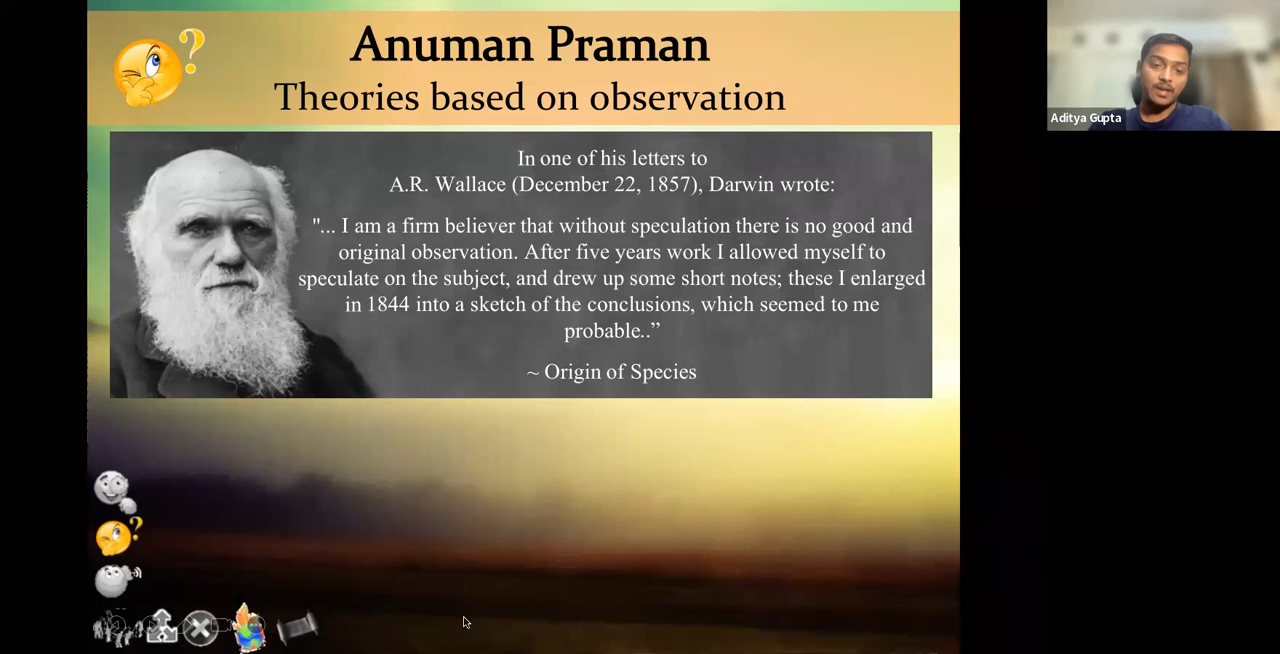 Anuman Praman
Theories based on observation
In one of his letters to
A.R. Wallace (December 22, 1857), Darwin wrote:
"... I am a firm believer that without speculation there is no good and
original observation. After five years work I allowed myself to
speculate on the subject, and drew up some short notes; these I enlarged
in 1844 into a sketch of the conclusions, which seemed to me
probable..”
~ Origin of Species
Aditya Gupta